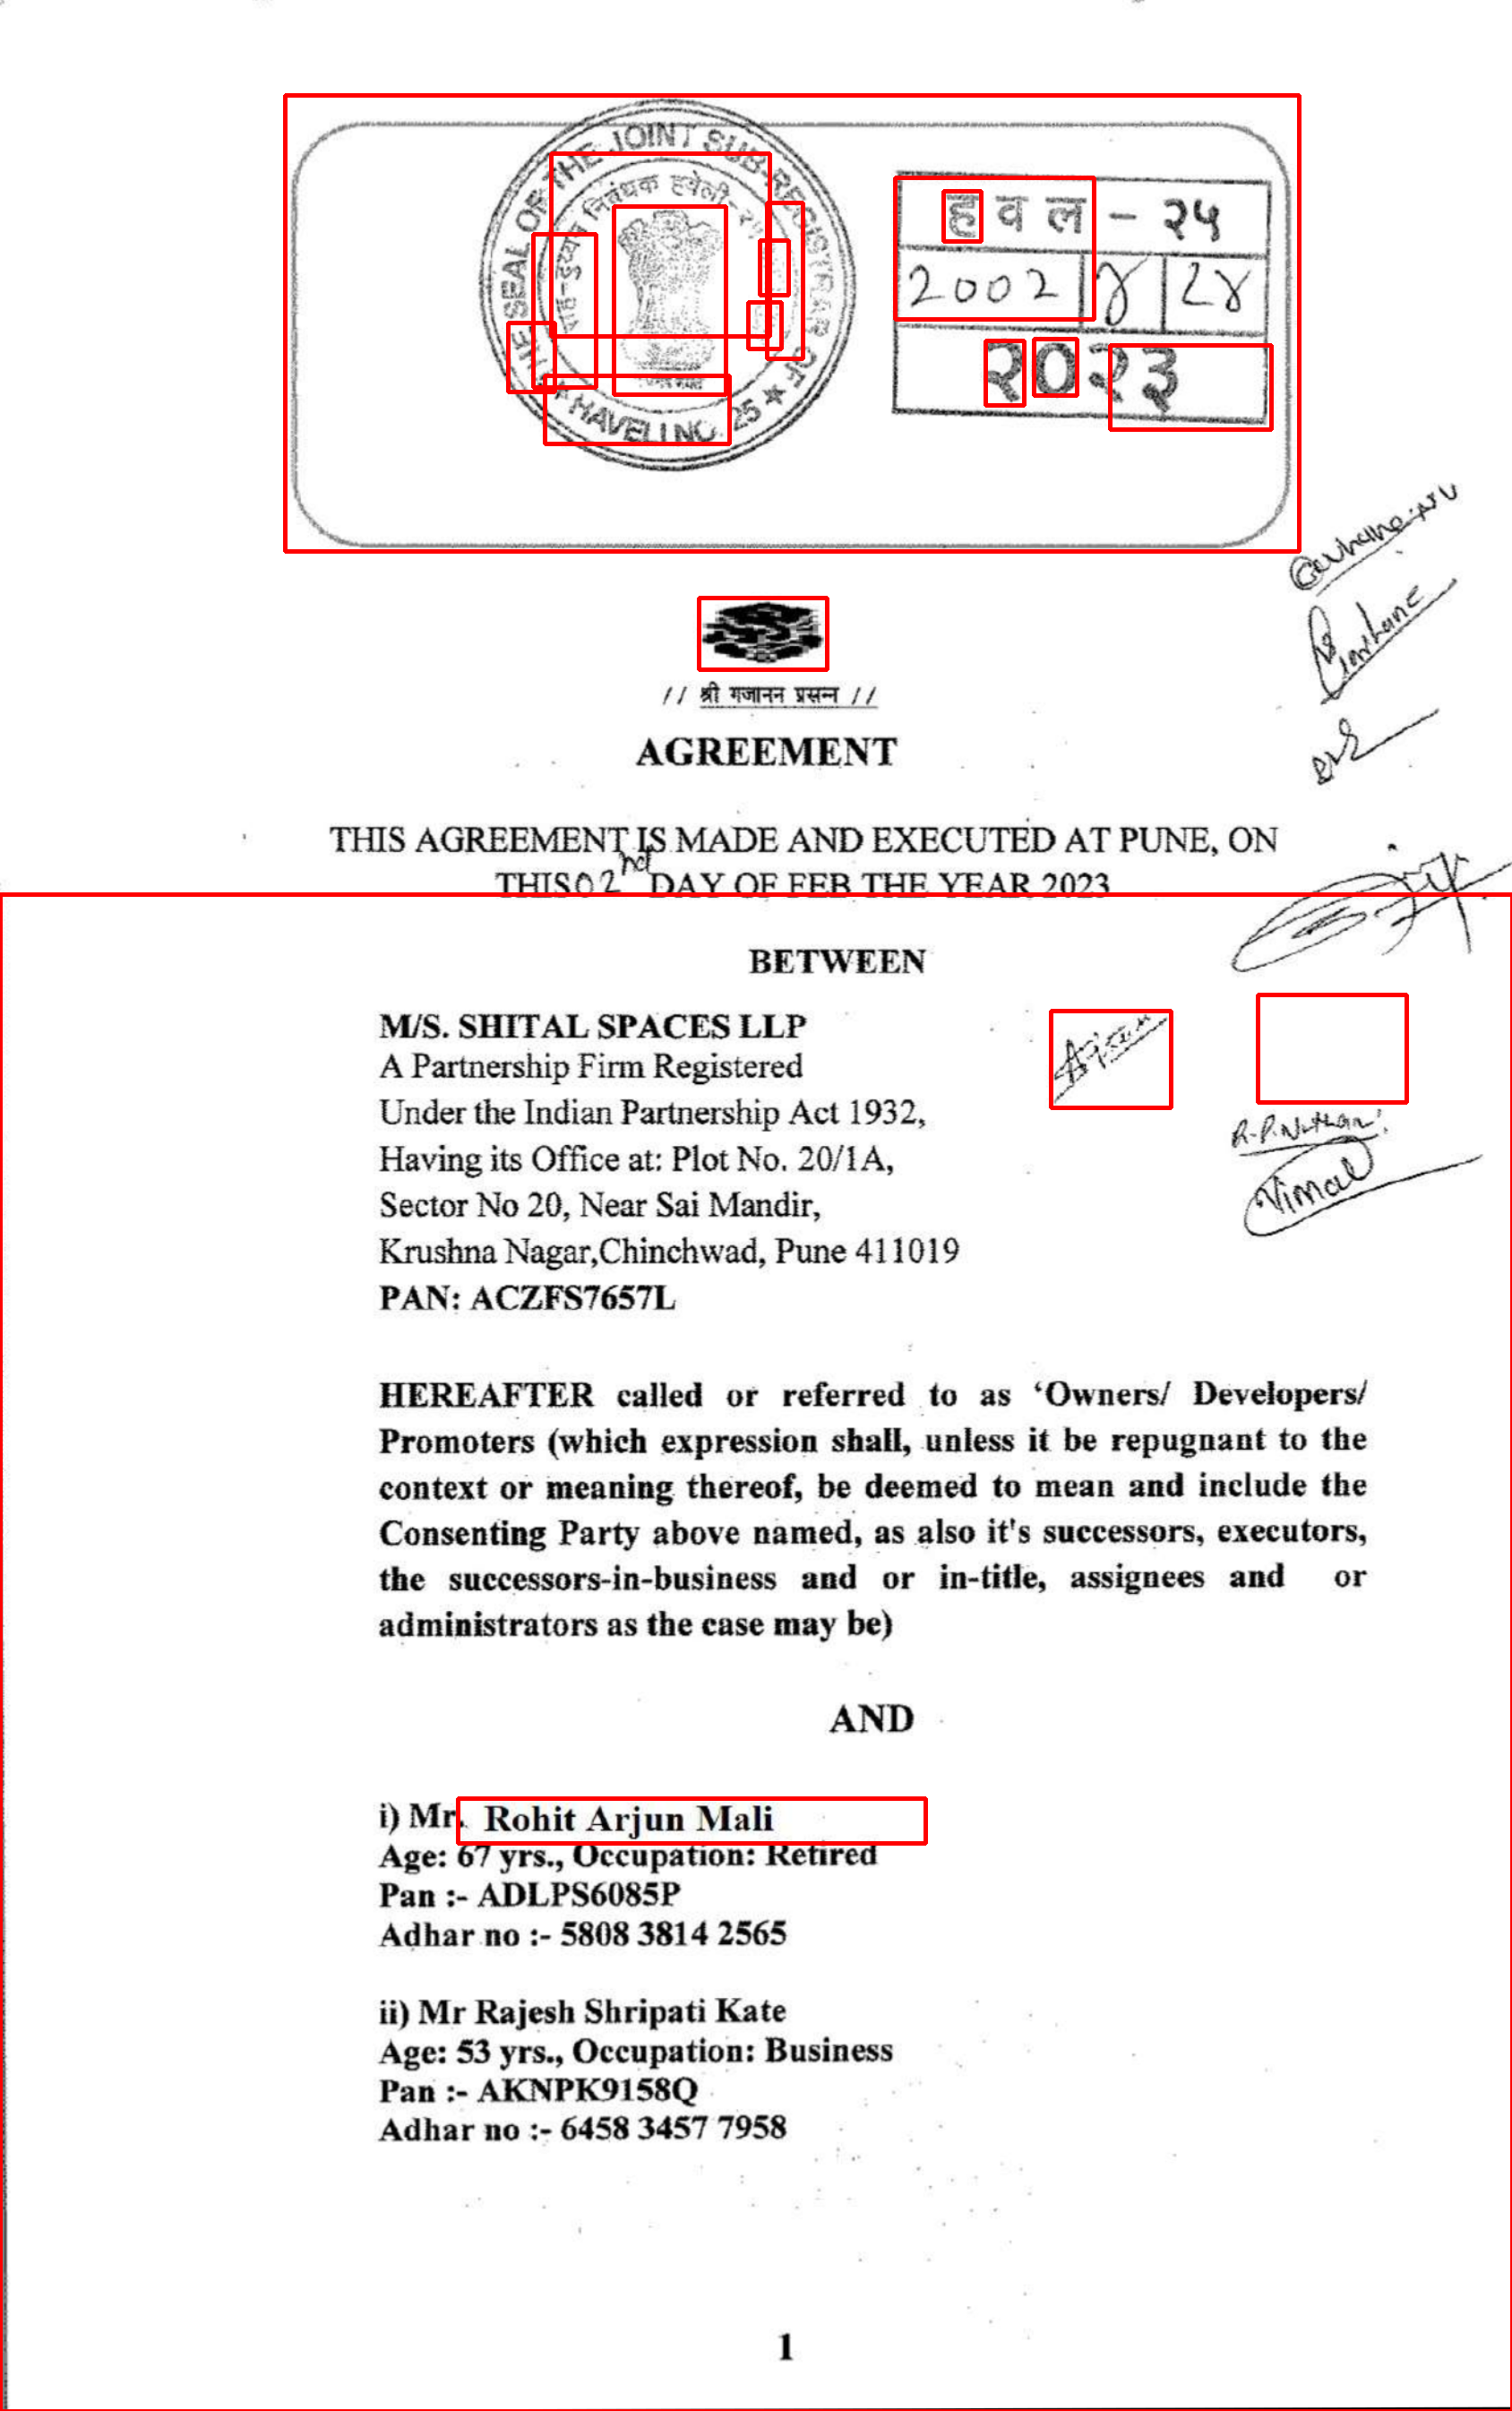 THE SEAL OF THE JOINT SUB-REGISTRAR OF
HAVELI NO. 25
निबंधक हवेली-२५
हवल - २५
2002 | ४ | ८४
२०२३
// श्री गजानन प्रसन्न //
AGREEMENT
THIS AGREEMENT IS MADE AND EXECUTED AT PUNE, ON
THIS 02nd DAY OF FEB THE YEAR 2023
BETWEEN
M/S. SHITAL SPACES LLP
A Partnership Firm Registered
Under the Indian Partnership Act 1932,
Having its Office at: Plot No. 20/1A,
R.P.Nathan
Sector No 20, Near Sai Mandir,
Vimal
Krushna Nagar,Chinchwad, Pune 411019
PAN: ACZFS7657L
HEREAFTER called or referred to as ‘Owners/ Developers/
Promoters (which expression shall, unless it be repugnant to the
context or meaning thereof, be deemed to mean and include the
Consenting Party above named, as also it's successors, executors,
the successors-in-business and or in-title, assignees and or
administrators as the case may be)
AND
i) Mr. Rohit Arjun Mali
Age: 67 yrs., Occupation: Retired
Pan :- ADLPS6085P
Adhar no :- 5808 3814 2565
ii) Mr Rajesh Shripati Kate
Age: 53 yrs., Occupation: Business
Pan :- AKNPK9158Q
Adhar no :- 6458 3457 7958
1